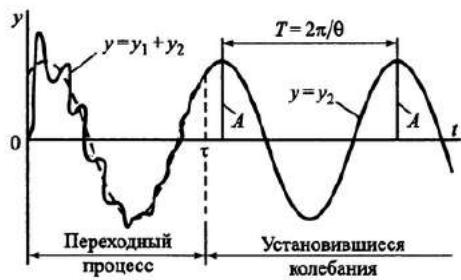 y
T = 2π/θ
y = y₁ + y₂
y = y₂
A
A
t
0
τ
Переходный
процесс
Установившиеся
колебания